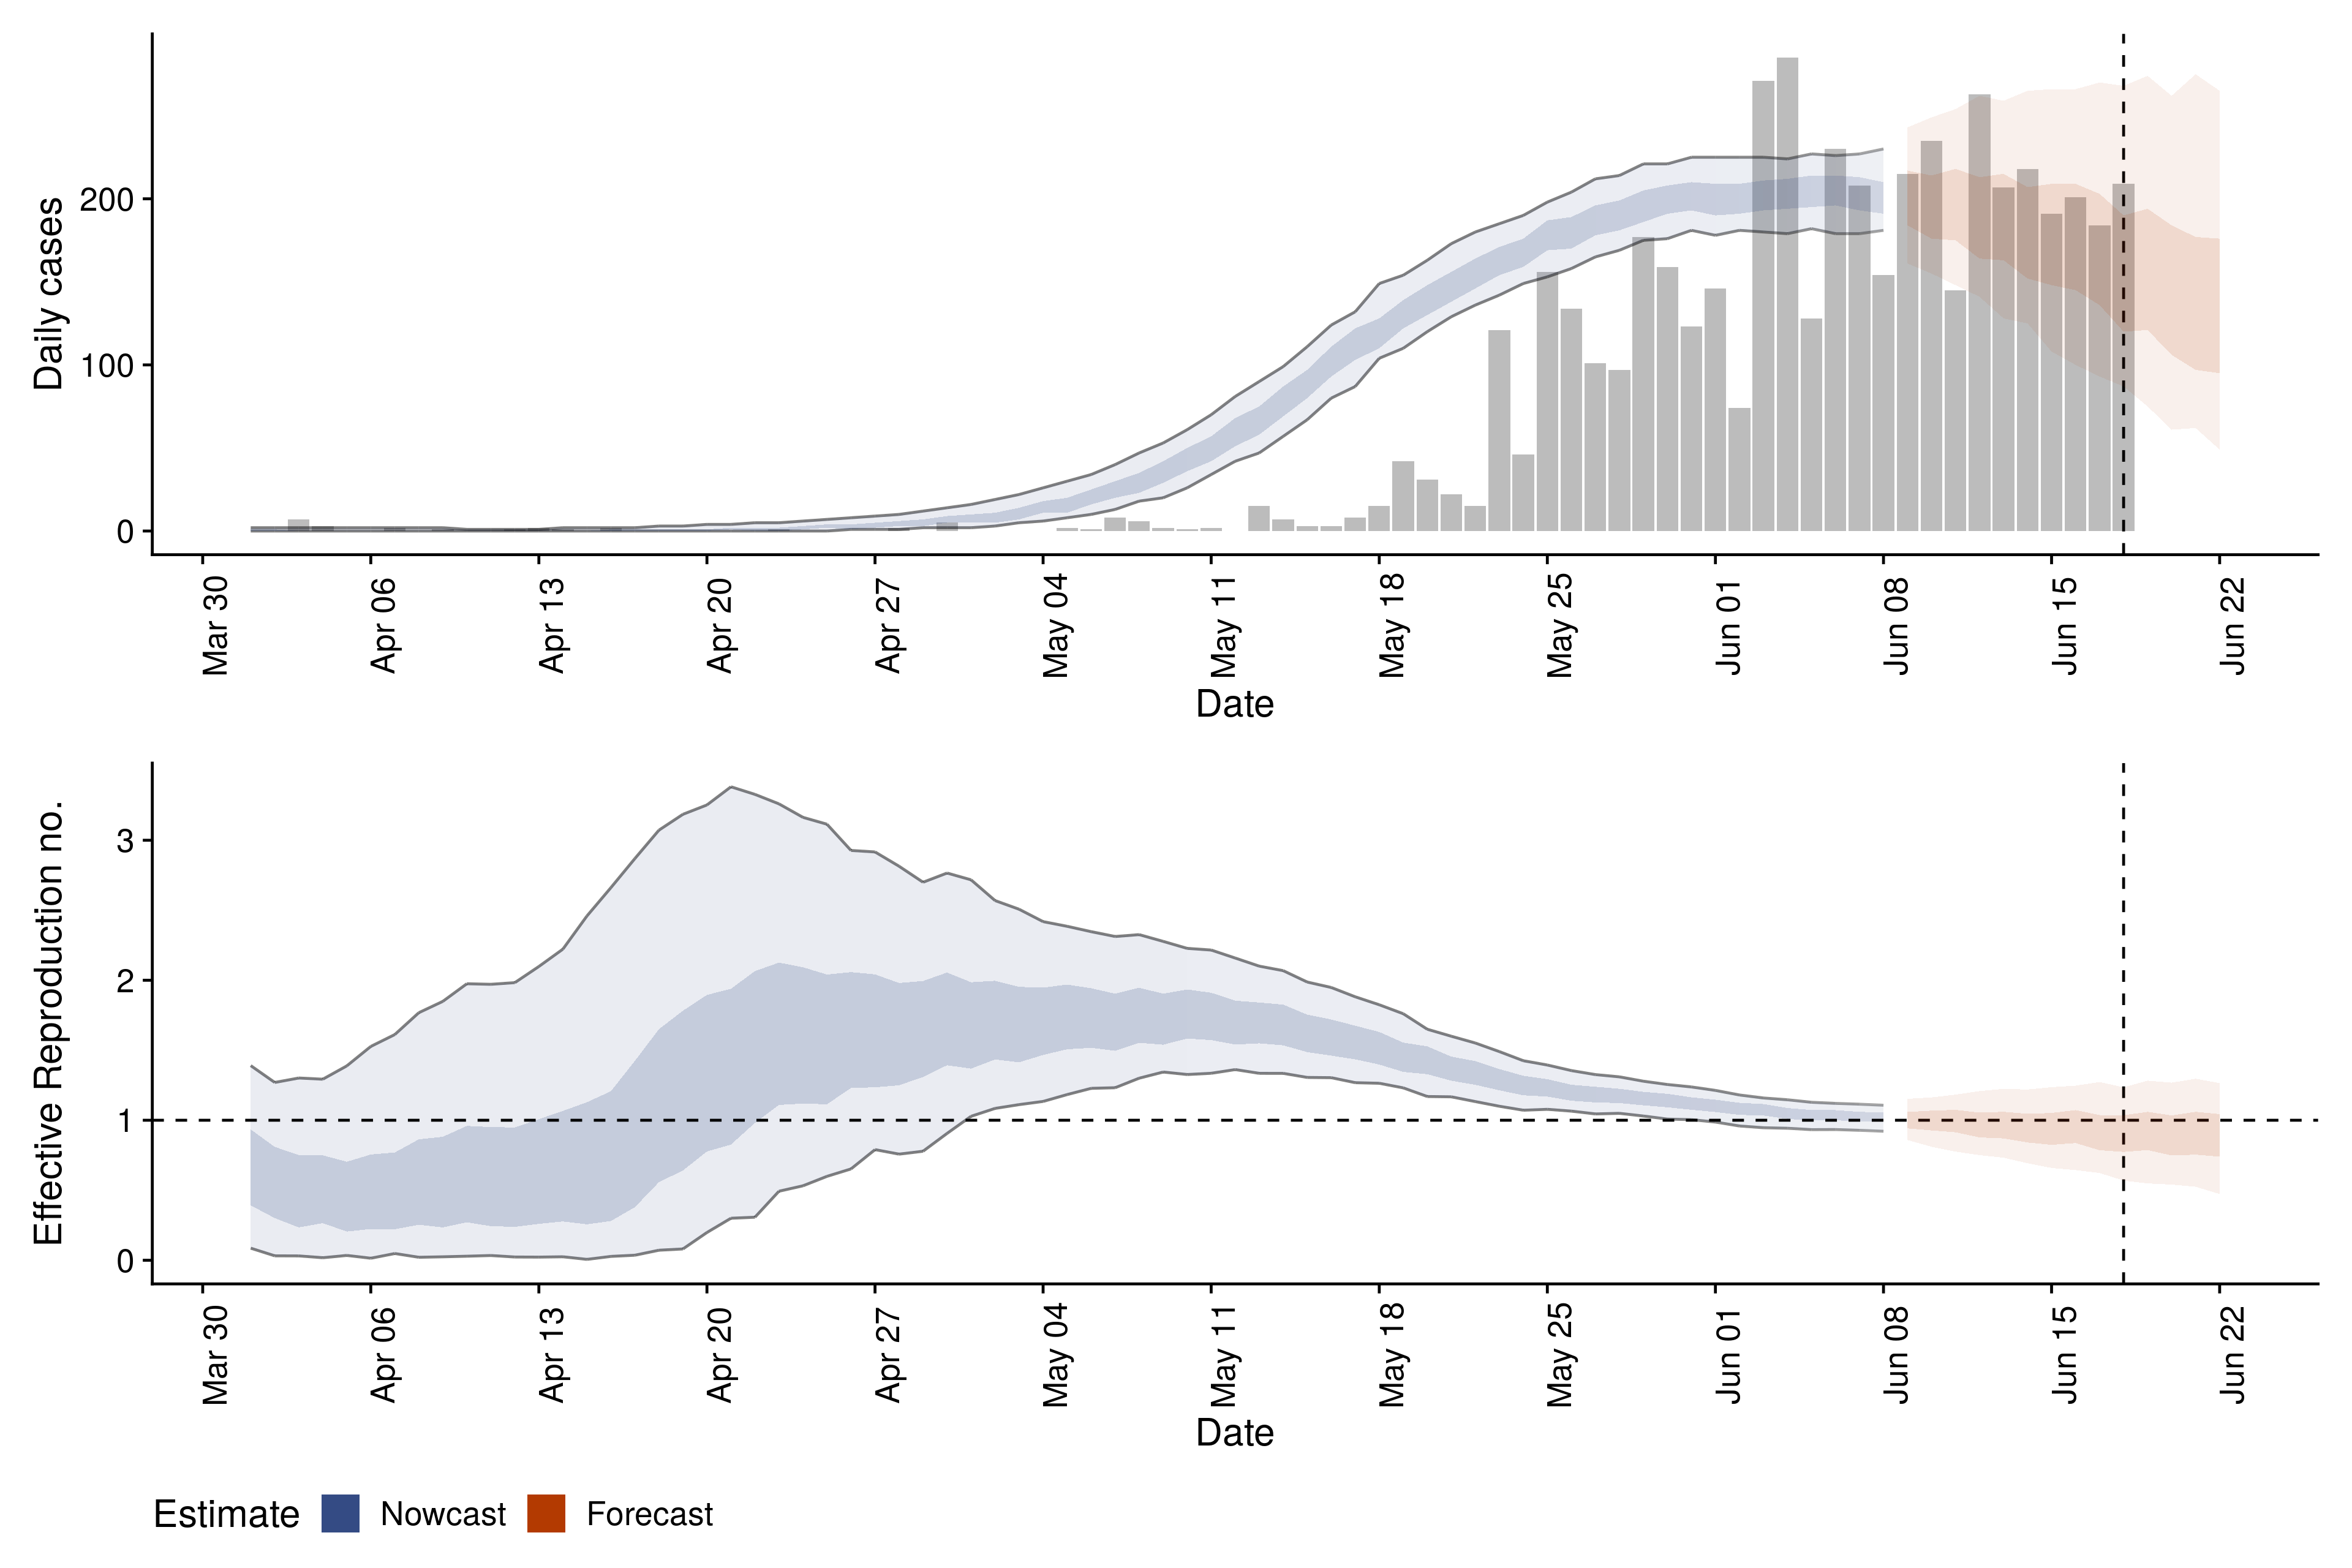 Daily cases
200
100
0
Mar 30
Apr 06
Apr 13
Apr 20
Apr 27
May 04
May 11
May 18
May 25
Jun 01
Jun 08
Jun 15
Jun 22
Date
Effective Reproduction no.
3
2
1
0
Mar 30
Apr 06
Apr 13
Apr 20
Apr 27
May 04
May 11
May 18
May 25
Jun 01
Jun 08
Jun 15
Jun 22
Date
Estimate Nowcast Forecast